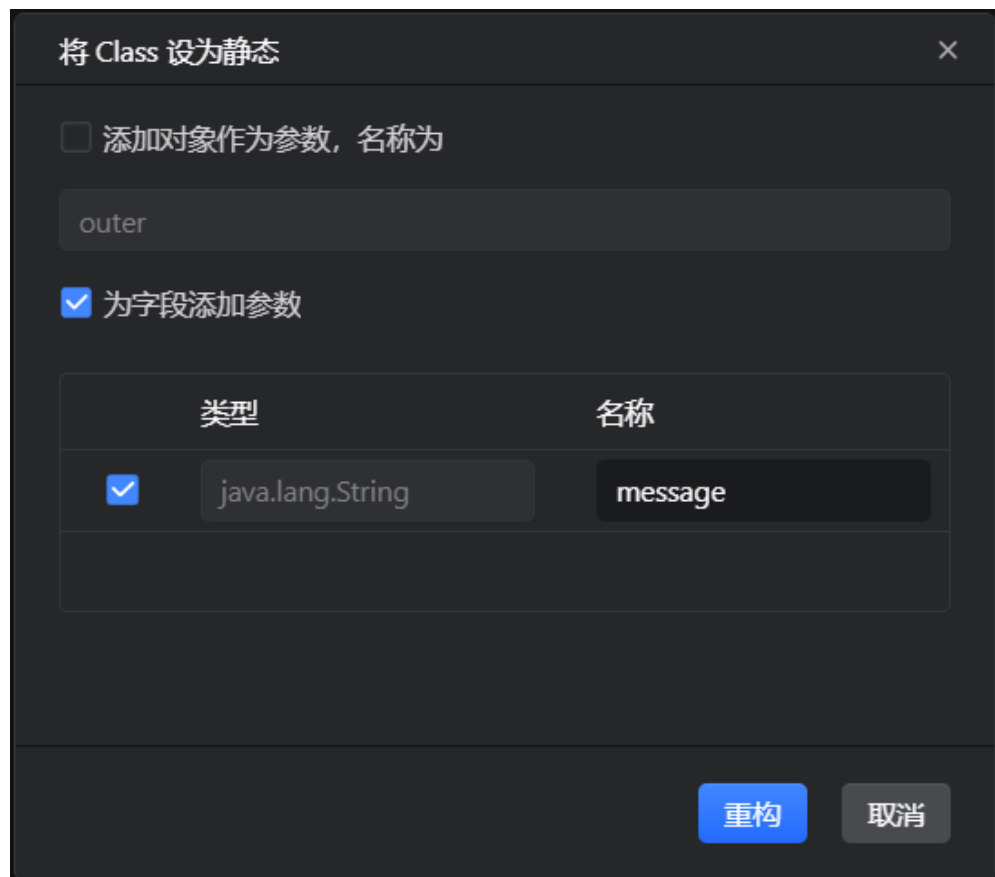 将 Class 设为静态
添加对象作为参数，名称为
outer
为字段添加参数
类型 名称
java.lang.String message
重构 取消